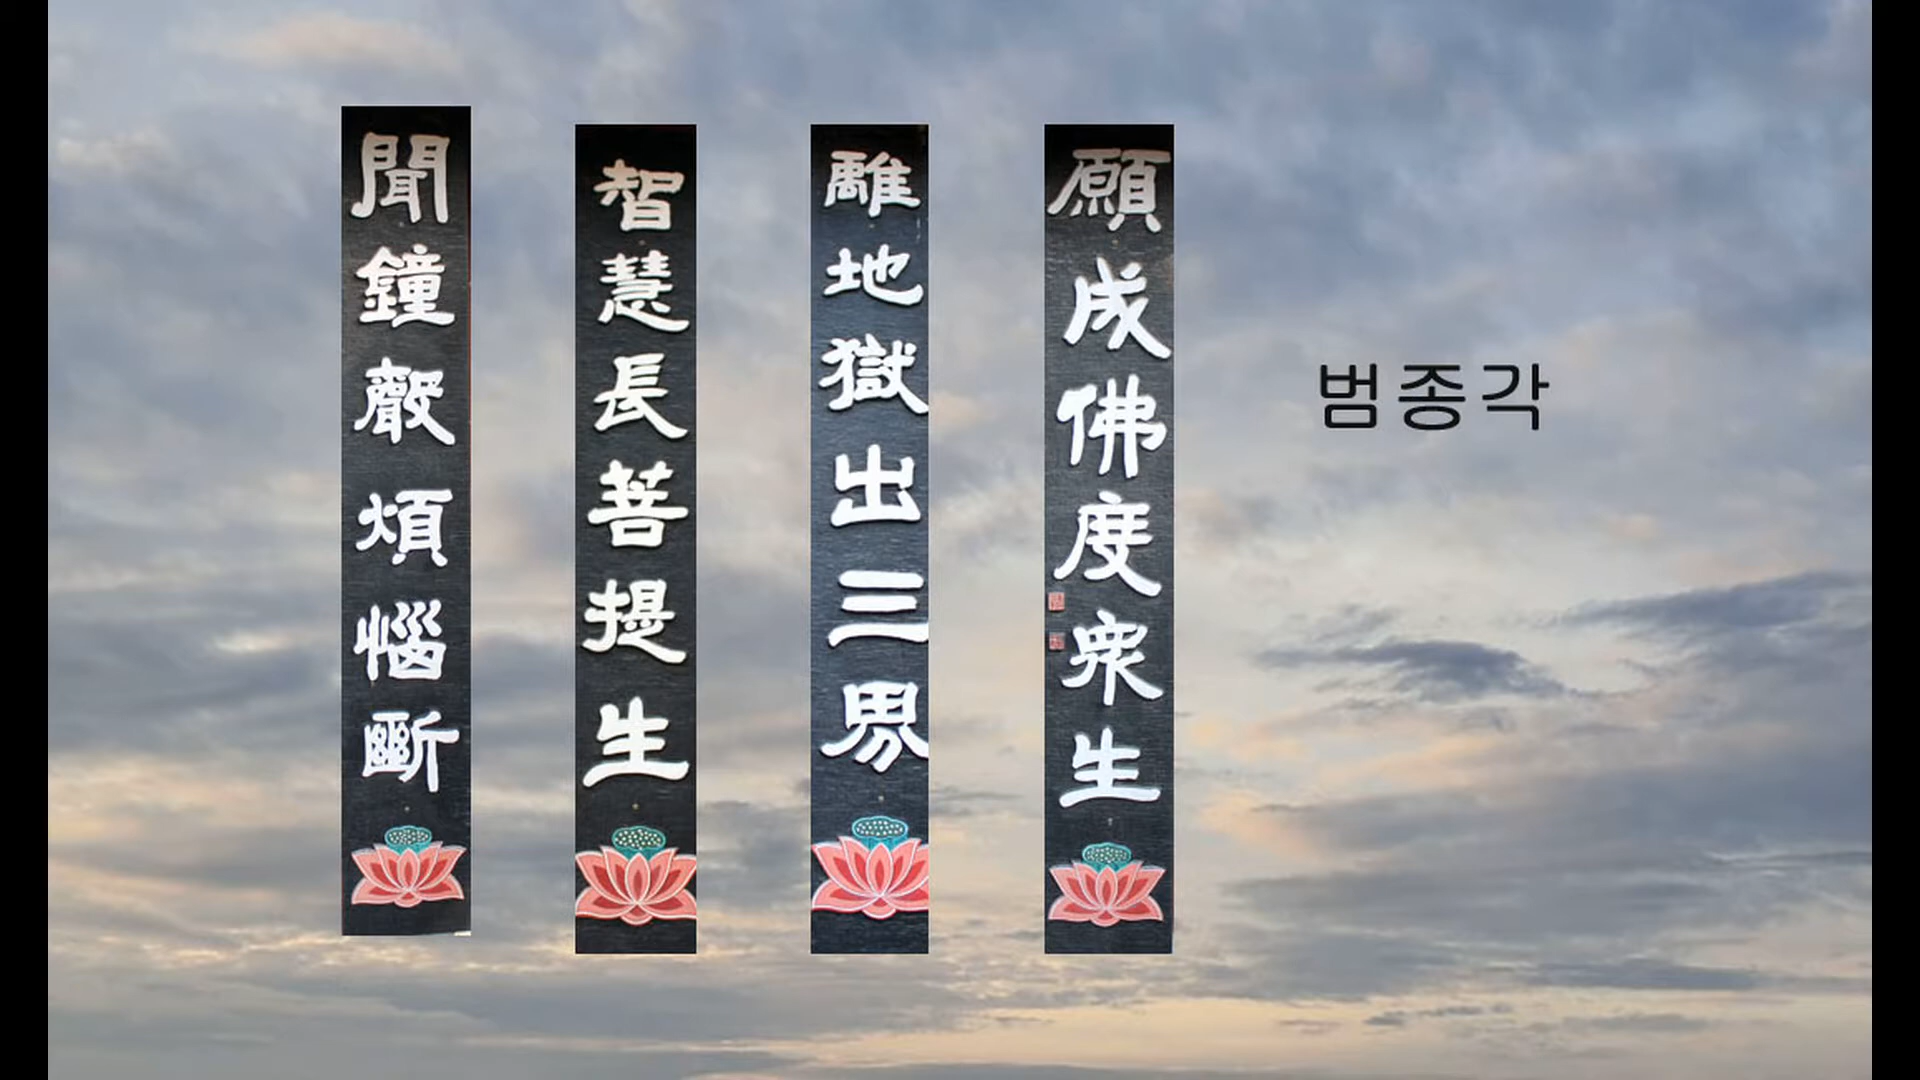 聞鐘聲煩惱斷
智慧長菩提生
離地獄出三界
願成佛度衆生
범종각